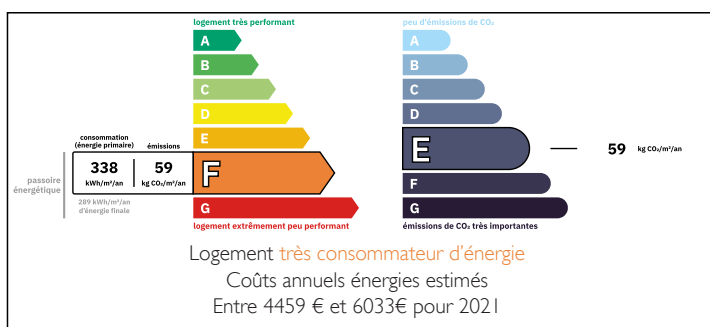 logement très performant
A
B
C
D
E
consommation
(énergie primaire)
émissions
338
kWh/m²/an
59
kg CO₂/m²/an
F
passoire
énergétique
289 kWh/m²/an
d'énergie finale
G
logement extrêmement peu performant
peu d'émissions de CO₂
A
B
C
D
E
59 kg CO₂/m²/an
F
G
émissions de CO₂ très importantes
Logement très consommateur d'énergie
Coûts annuels énergies estimés
Entre 4459 € et 6033€ pour 2021